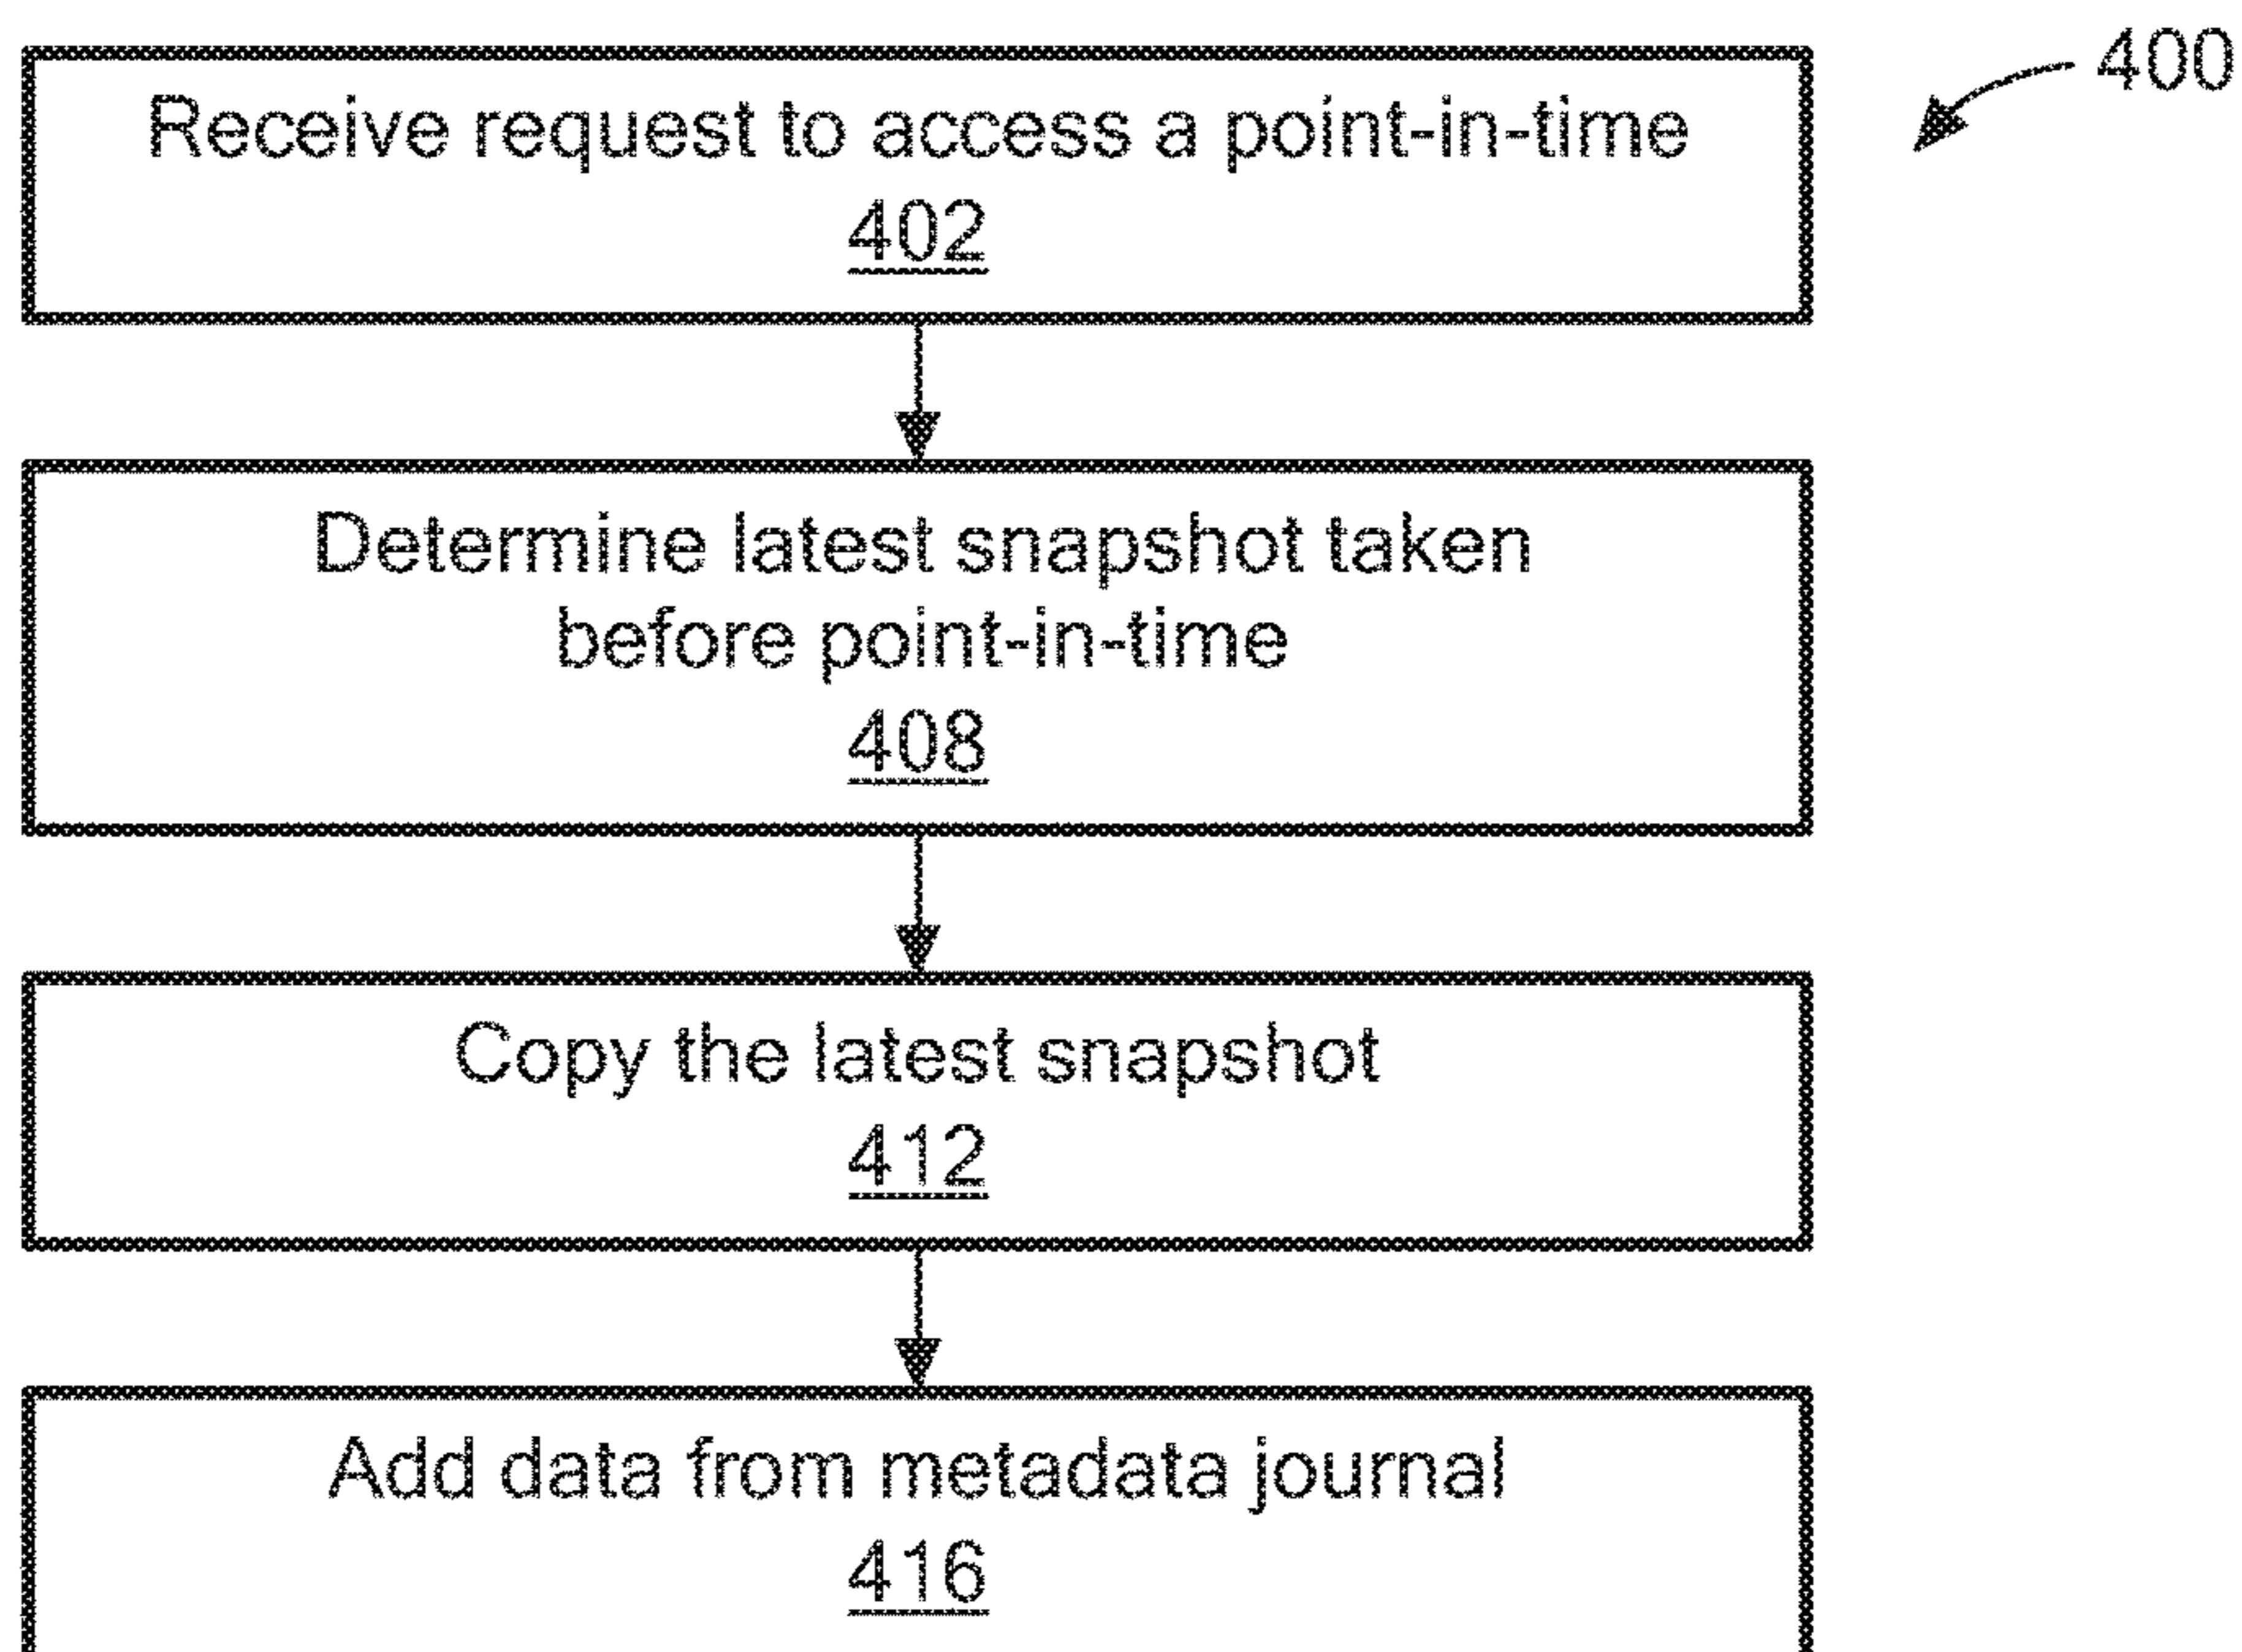 400
Receive request to access a point-in-time
402
Determine latest snapshot taken
before point-in-time
408
Copy the latest snapshot
412
Add data from metadata journal
416